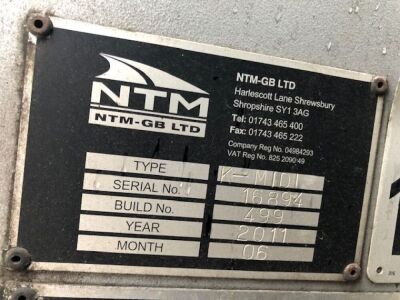 NTM
NTM-GB LTD
NTM-GB LTD
Harlescott Lane Shrewsbury
Shropshire SY1 3AG
Tel: 01743 465 400
Fax: 01743 465 222
Company Reg No. 04984293
VAT Reg No. 825 2090 49
TYPE K-MIDI
SERIAL No. 16894
BUILD No. 499
YEAR 2011
MONTH 06